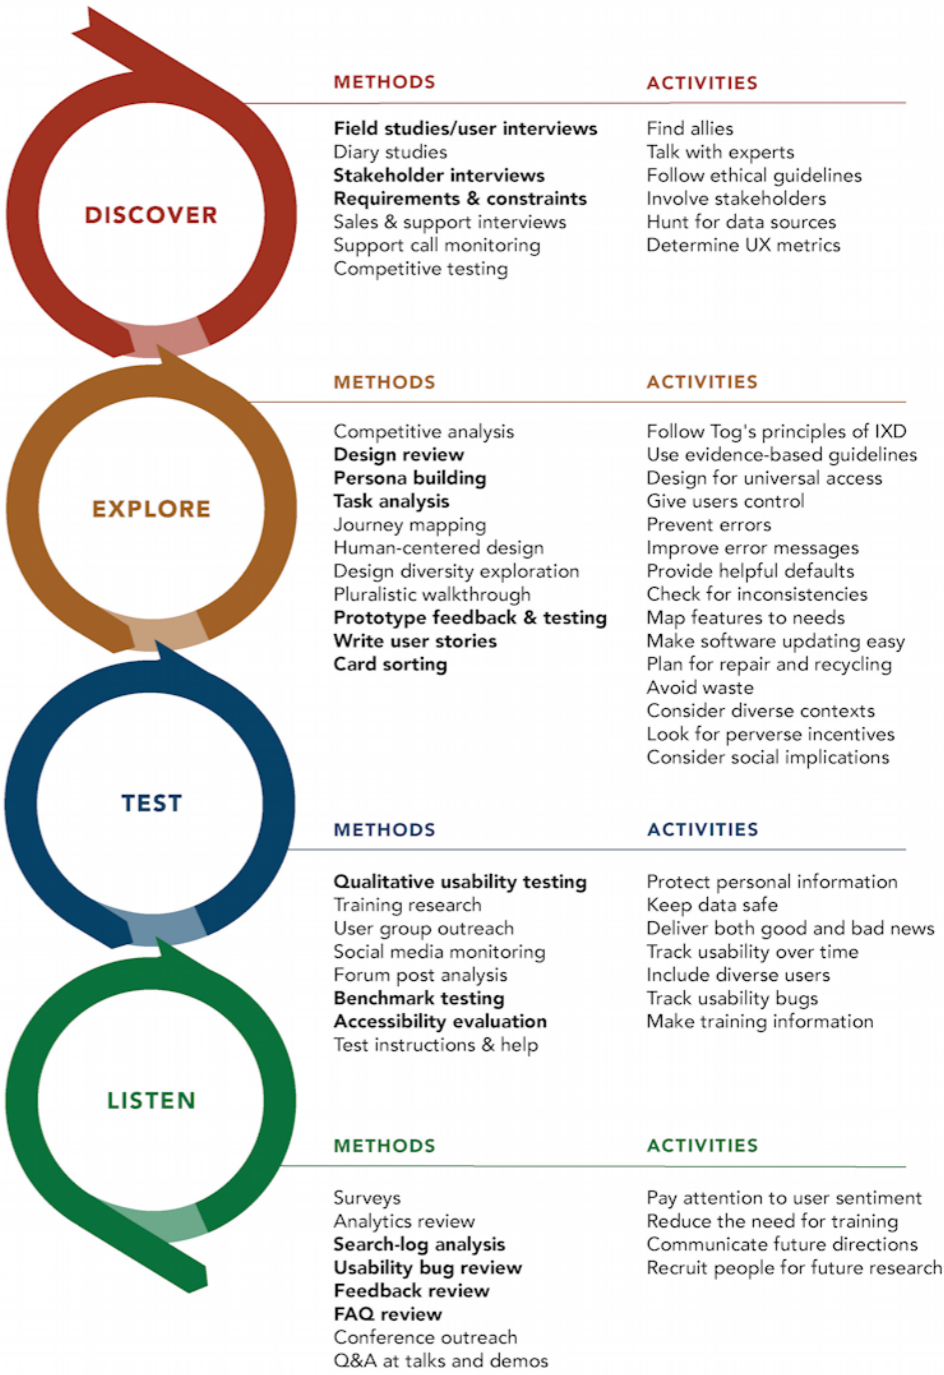 DISCOVER
METHODS
Field studies/user interviews
Diary studies
Stakeholder interviews
Requirements & constraints
Sales & support interviews
Support call monitoring
Competitive testing
ACTIVITIES
Find allies
Talk with experts
Follow ethical guidelines
Involve stakeholders
Hunt for data sources
Determine UX metrics
EXPLORE
METHODS
Competitive analysis
Design review
Persona building
Task analysis
Journey mapping
Human-centered design
Design diversity exploration
Pluralistic walkthrough
Prototype feedback & testing
Write user stories
Card sorting
ACTIVITIES
Follow Tog's principles of IXD
Use evidence-based guidelines
Design for universal access
Give users control
Prevent errors
Improve error messages
Provide helpful defaults
Check for inconsistencies
Map features to needs
Make software updating easy
Plan for repair and recycling
Avoid waste
Consider diverse contexts
Look for perverse incentives
Consider social implications
TEST
METHODS
Qualitative usability testing
Training research
User group outreach
Social media monitoring
Forum post analysis
Benchmark testing
Accessibility evaluation
Test instructions & help
ACTIVITIES
Protect personal information
Keep data safe
Deliver both good and bad news
Track usability over time
Include diverse users
Track usability bugs
Make training information
LISTEN
METHODS
Surveys
Analytics review
Search-log analysis
Usability bug review
Feedback review
FAQ review
Conference outreach
Q&A at talks and demos
ACTIVITIES
Pay attention to user sentiment
Reduce the need for training
Communicate future directions
Recruit people for future research